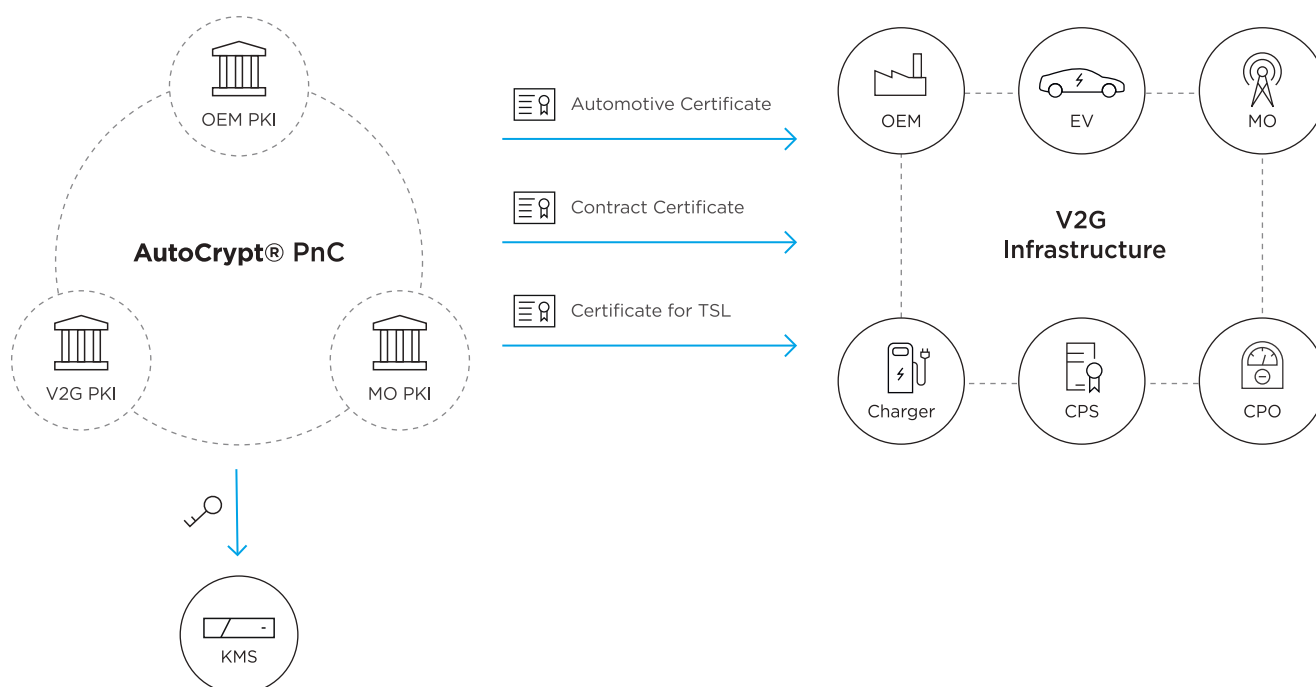 OEM PKI
AutoCrypt® PnC
V2G PKI
MO PKI
KMS
Automotive Certificate
Contract Certificate
Certificate for TSL
OEM
EV
MO
V2G
Infrastructure
Charger
CPS
CPO